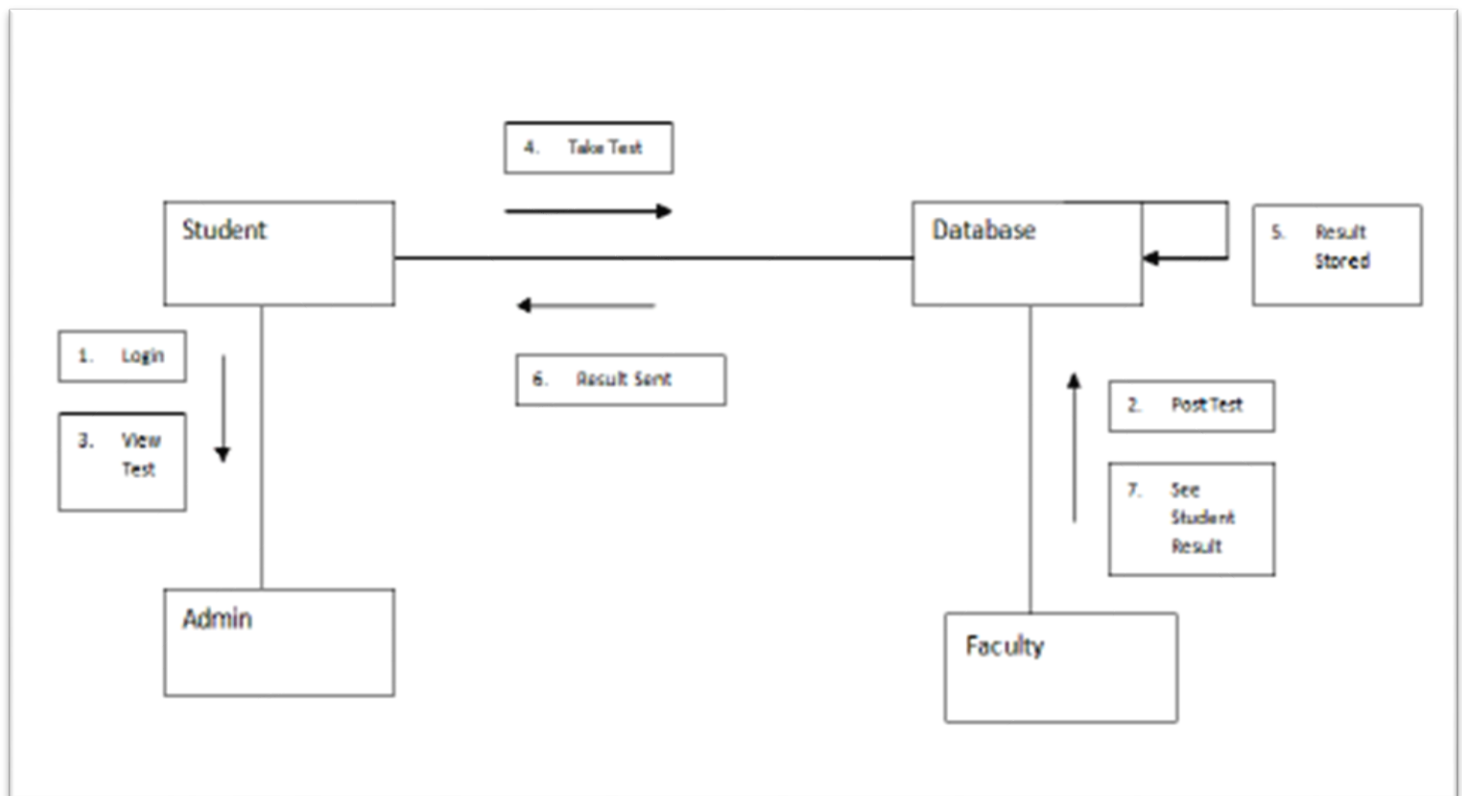 4. Take Test
Student
Database
5. Result
Stored
1. Login
3. View
Test
6. Result Sent
2. Post Test
7. See
Student
Result
Admin
Faculty